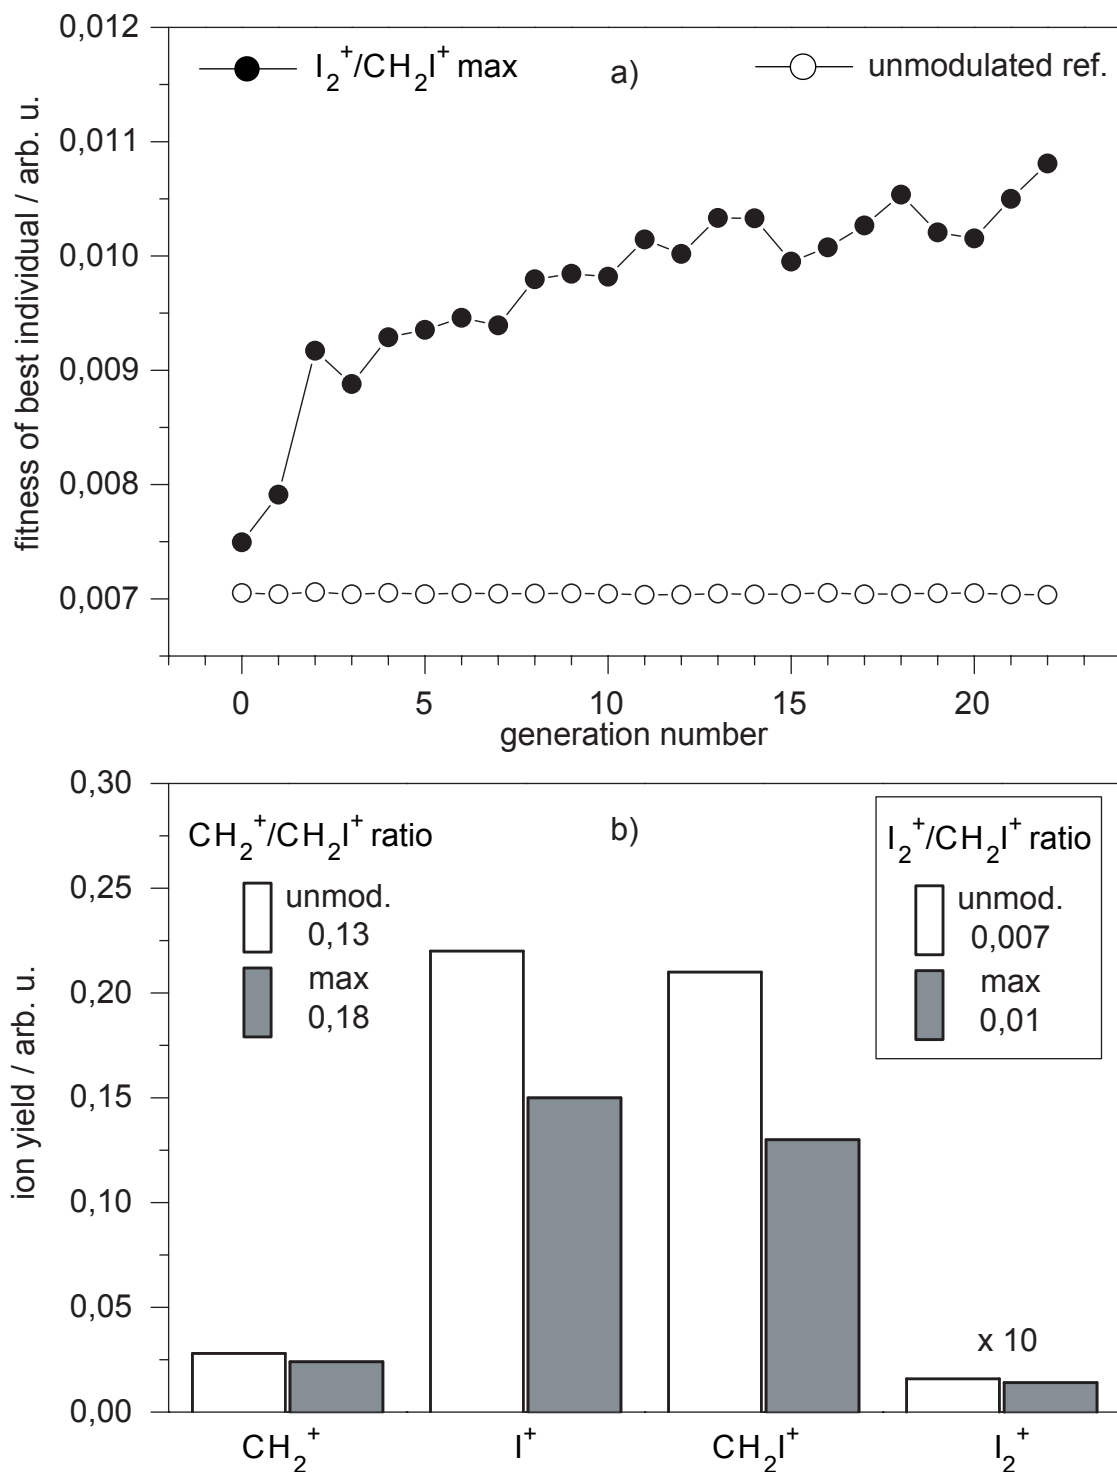 0,012
0,011
0,010
0,009
0,008
0,007
fitness of best individual / arb. u.
I₂⁺/CH₂I⁺ max
a)
unmodulated ref.
0 5 10 15 20
generation number
0,30
0,25
0,20
0,15
0,10
0,05
0,00
ion yield / arb. u.
CH₂⁺/CH₂I⁺ ratio
unmod.
0,13
max
0,18
b)
I₂⁺/CH₂I⁺ ratio
unmod.
0,007
max
0,01
x 10
CH₂⁺ I⁺ CH₂I⁺ I₂⁺